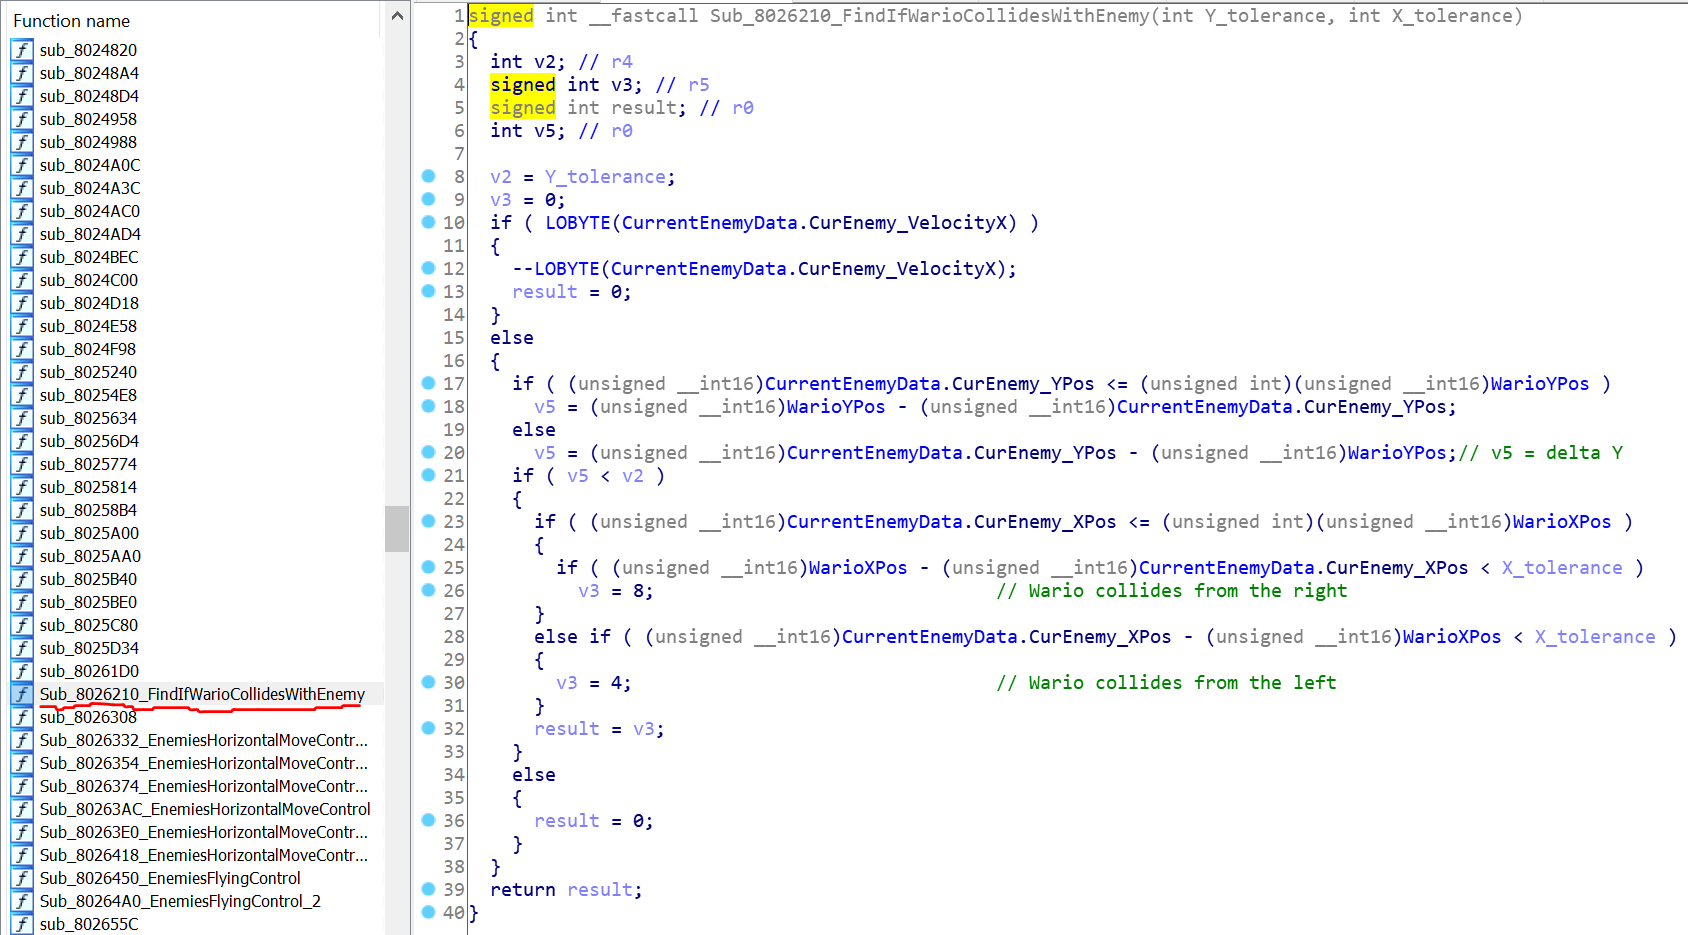 Function name
sub_8024820
sub_80248A4
sub_80248D4
sub_8024958
sub_8024988
sub_8024A0C
sub_8024A3C
sub_8024AC0
sub_8024AD4
sub_8024BEC
sub_8024C00
sub_8024D18
sub_8024E58
sub_8024F98
sub_8025240
sub_80254E8
sub_8025634
sub_80256D4
sub_8025774
sub_8025814
sub_80258B4
sub_8025A00
sub_8025AA0
sub_8025B40
sub_8025BE0
sub_8025C80
sub_8025D34
sub_80261D0
Sub_8026210_FindIfWarioCollidesWithEnemy
sub_8026308
Sub_8026332_EnemiesHorizontalMoveContr...
Sub_8026354_EnemiesHorizontalMoveContr...
Sub_8026374_EnemiesHorizontalMoveContr...
Sub_80263AC_EnemiesHorizontalMoveControl
Sub_80263E0_EnemiesHorizontalMoveContr...
Sub_8026418_EnemiesHorizontalMoveContr...
Sub_8026450_EnemiesFlyingControl
Sub_80264A0_EnemiesFlyingControl_2
sub_802655C
1 signed int __fastcall Sub_8026210_FindIfWarioCollidesWithEnemy(int Y_tolerance, int X_tolerance)
2 {
3   int v2; // r4
4   signed int v3; // r5
5   signed int result; // r0
6   int v5; // r0
7
8   v2 = Y_tolerance;
9   v3 = 0;
10   if ( LOBYTE(CurrentEnemyData.CurEnemy_VelocityX) )
11   {
12     --LOBYTE(CurrentEnemyData.CurEnemy_VelocityX);
13     result = 0;
14   }
15   else
16   {
17     if ( (unsigned __int16)CurrentEnemyData.CurEnemy_YPos <= (unsigned int)(unsigned __int16)WarioYPos )
18       v5 = (unsigned __int16)WarioYPos - (unsigned __int16)CurrentEnemyData.CurEnemy_YPos;
19     else
20       v5 = (unsigned __int16)CurrentEnemyData.CurEnemy_YPos - (unsigned __int16)WarioYPos;// v5 = delta Y
21     if ( v5 < v2 )
22     {
23       if ( (unsigned __int16)CurrentEnemyData.CurEnemy_XPos <= (unsigned int)(unsigned __int16)WarioXPos )
24       {
25         if ( (unsigned __int16)WarioXPos - (unsigned __int16)CurrentEnemyData.CurEnemy_XPos < X_tolerance )
26           v3 = 8; // Wario collides from the right
27       }
28       else if ( (unsigned __int16)CurrentEnemyData.CurEnemy_XPos - (unsigned __int16)WarioXPos < X_tolerance )
29       {
30         v3 = 4; // Wario collides from the left
31       }
32       result = v3;
33     }
34     else
35     {
36       result = 0;
37     }
38   }
39   return result;
40 }